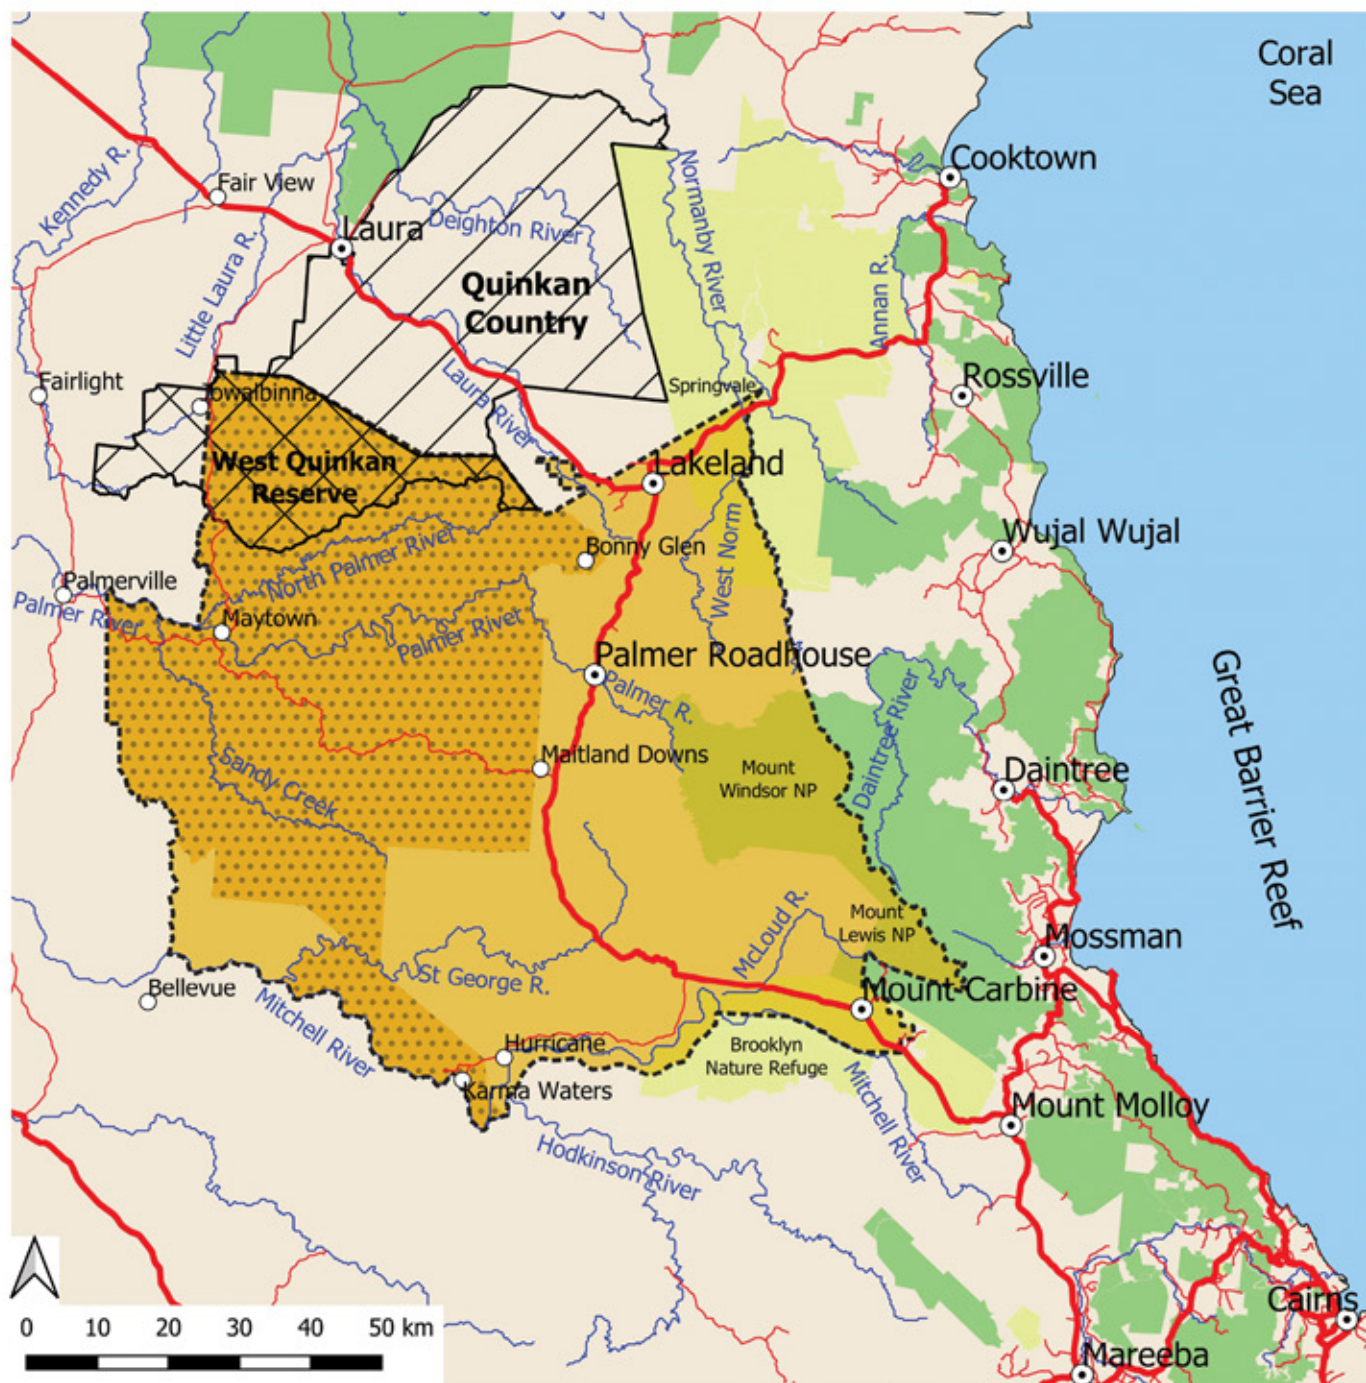 Coral
Sea
Cooktown
Kennedy R.
Fair View
Normanby River
Laura
Deighton River
Little Laura R.
Annan R.
Quinkan
Country
Laura River
Fairlight
Jowalbinna
Springvale
Rossville
West Quinkan
Reserve
Lakeland
Wujal Wujal
Bonny Glen
North Palmer River
West Norm
Palmerville
Palmer River
Maytown
Palmer River
Palmer Roadhouse
Palmer R.
Great Barrier Reef
Daintree River
Maitland Downs
Mount
Windsor NP
Daintree
Sandy Creek
McLoud R.
Mount
Lewis NP
Mossman
St George R.
Bellevue
Mitchell River
Mount Carbine
Hurricane
Brooklyn
Nature Refuge
Karma Waters
Mitchell River
Mount Molloy
Hodkinson River
Cairns
0 10 20 30 40 50 km
Mareeba